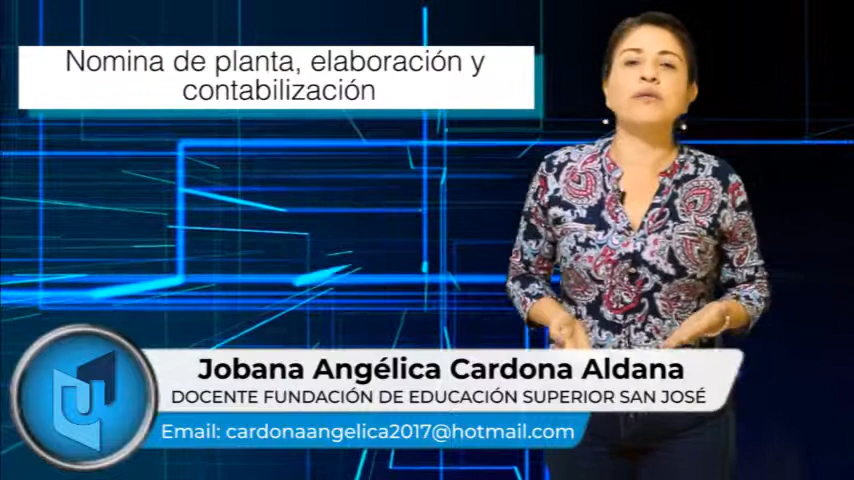 Nomina de planta, elaboración y
contabilización
Jobana Angélica Cardona Aldana
DOCENTE FUNDACIÓN DE EDUCACIÓN SUPERIOR SAN JOSÉ
Email: cardonaangelica2017@hotmail.com